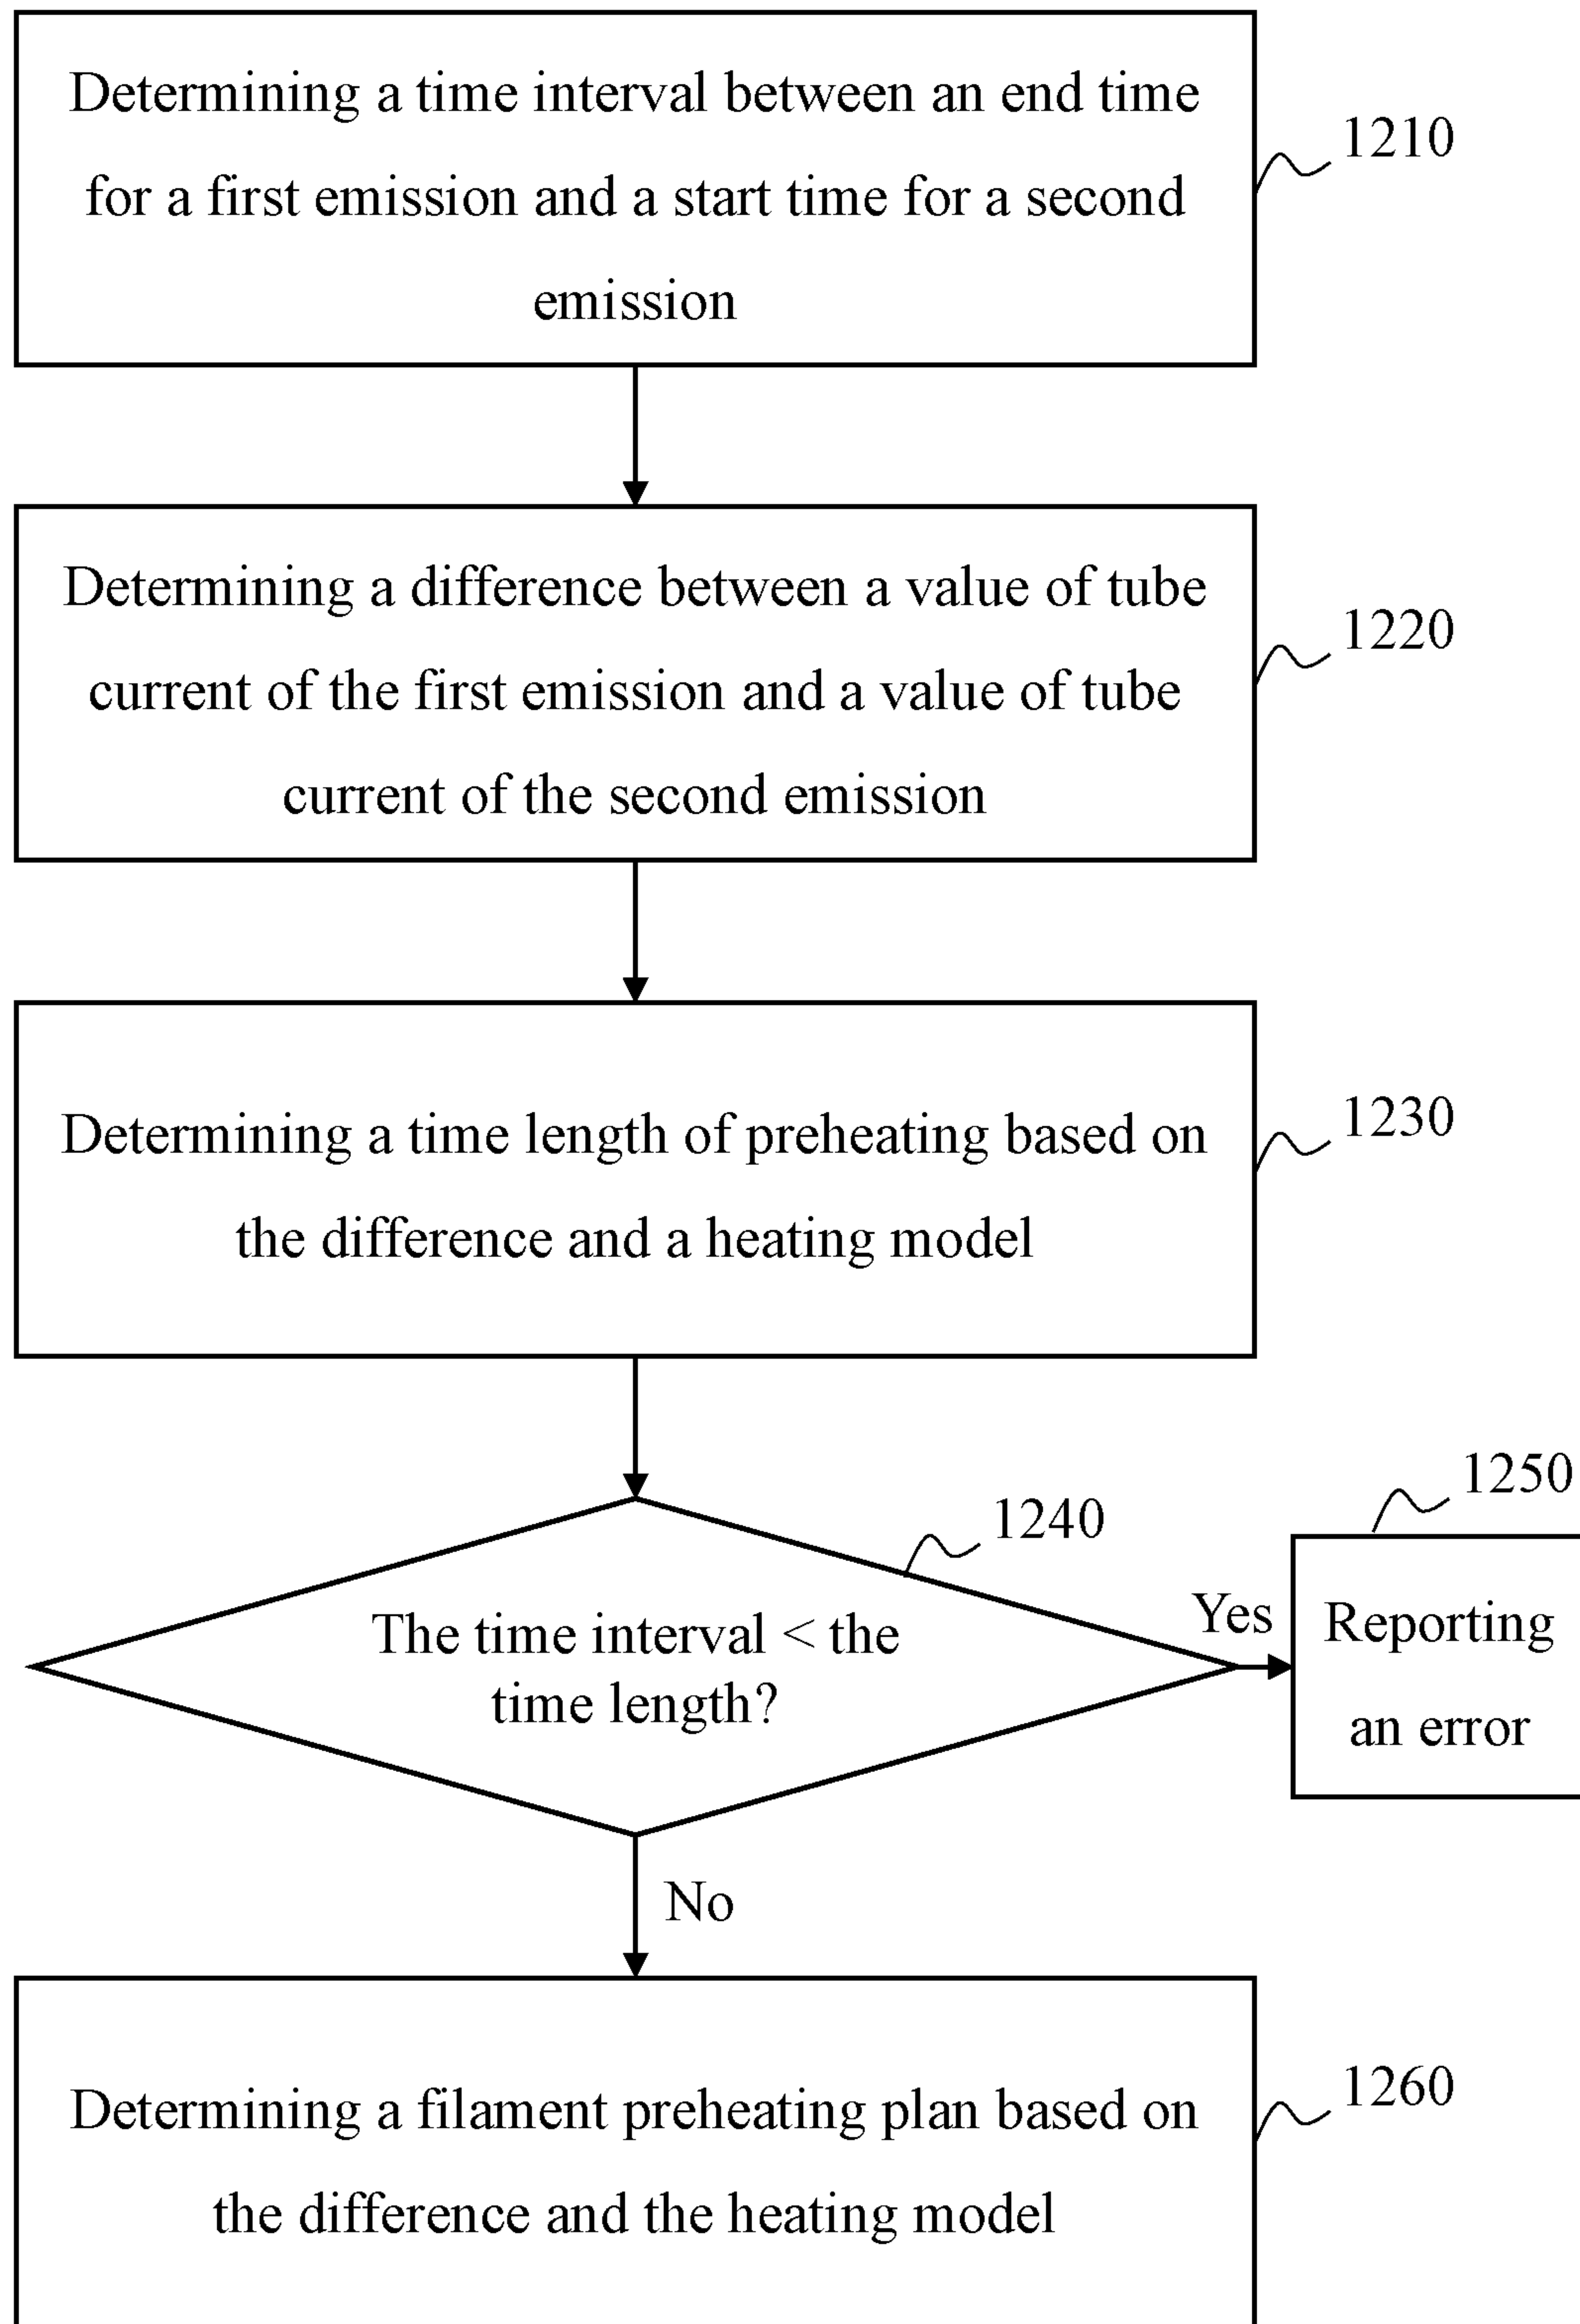 Determining a time interval between an end time
for a first emission and a start time for a second
emission
1210
Determining a difference between a value of tube
current of the first emission and a value of tube
current of the second emission
1220
Determining a time length of preheating based on
the difference and a heating model
1230
The time interval < the
time length?
1240
Yes
1250
Reporting
an error
No
Determining a filament preheating plan based on
the difference and the heating model
1260